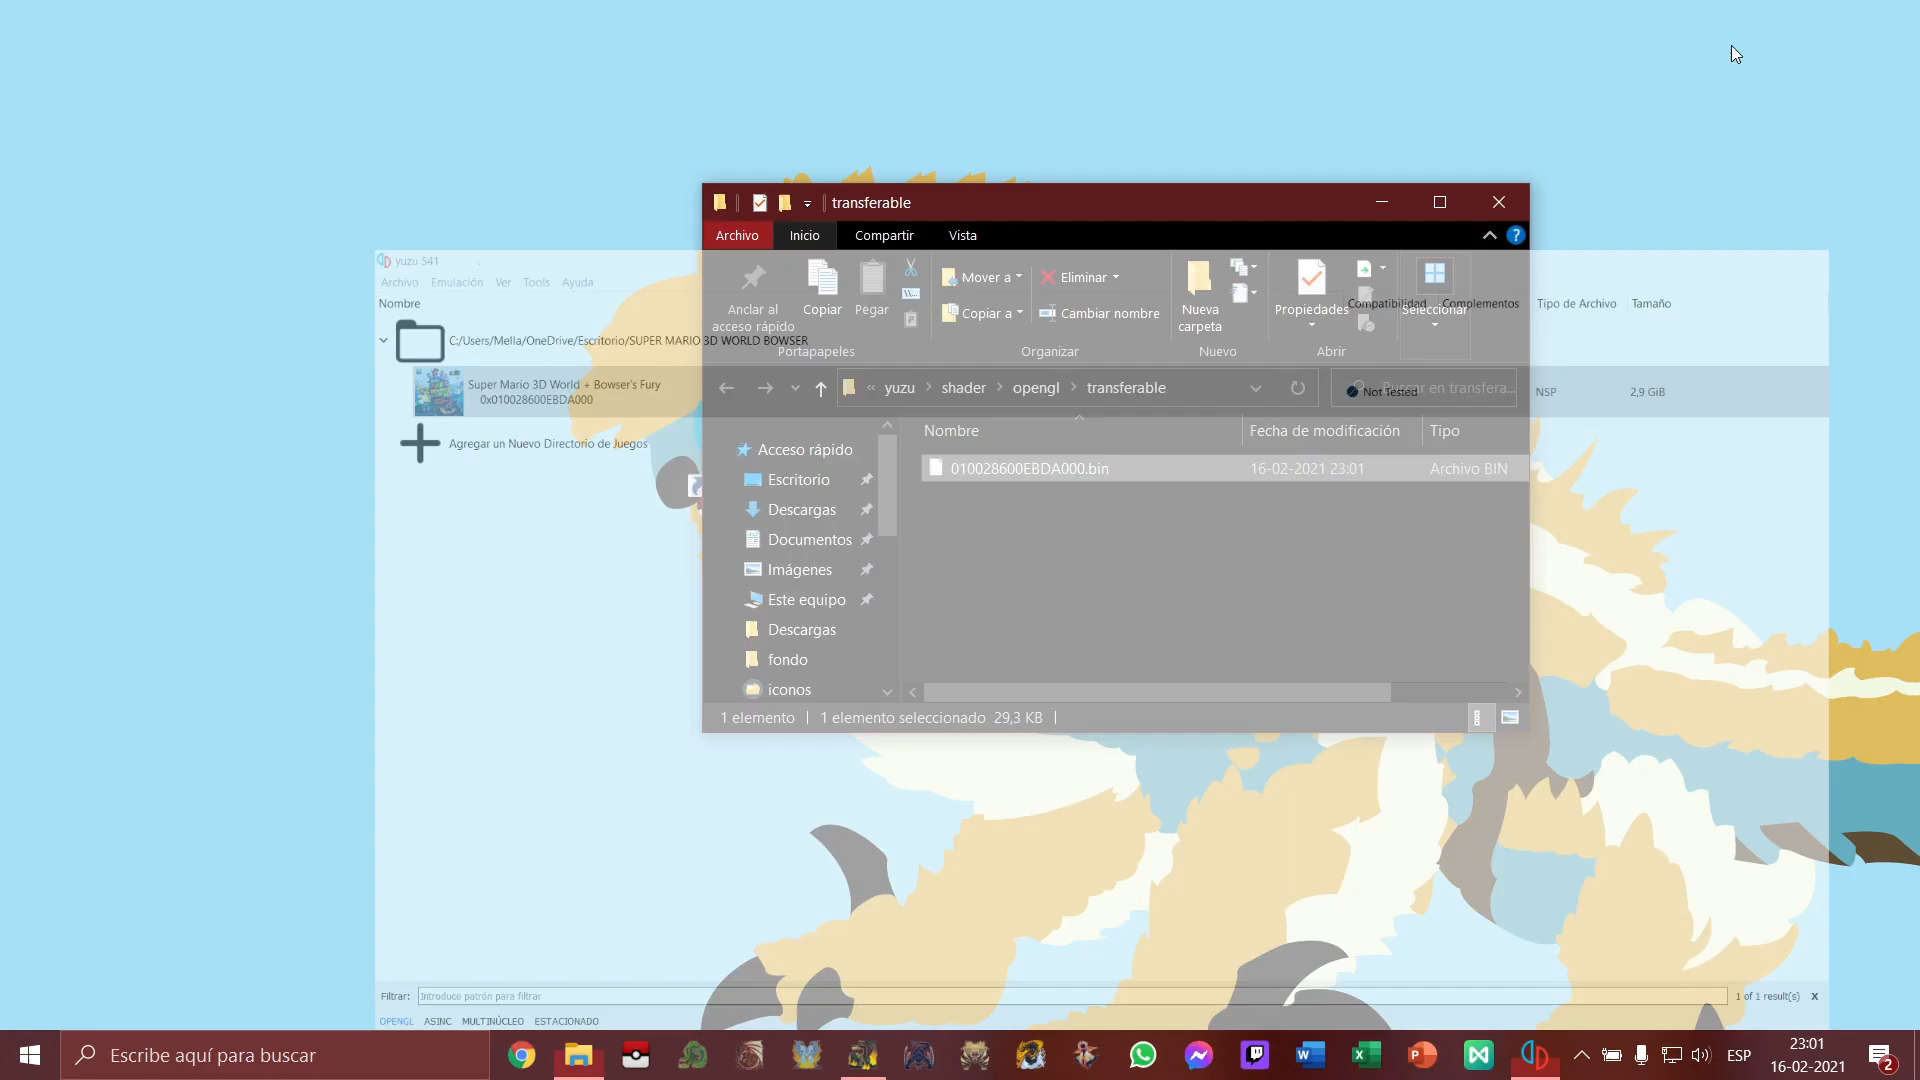 transferable
Archivo Inicio Compartir Vista
yuzu 541
Archivo Emulación Ver Tools Ayuda
Nombre Compatibilidad Complementos Tipo de Archivo Tamaño
Anclar al acceso rápido
Copiar
Pegar
Portapapeles
Mover a
Copiar a
Eliminar
Cambiar nombre
Organizar
Nueva carpeta
Nuevo
Propiedades
Abrir
Seleccionar
C:/Users/Mella/OneDrive/Escritorio/SUPER MARIO 3D WORLD BOWSER
Super Mario 3D World + Bowser's Fury
0x010028600EBDA000
Not Tested NSP 2,9 GiB
Agregar un Nuevo Directorio de Juegos
« yuzu > shader > opengl > transferable
Buscar en transfera...
Nombre Fecha de modificación Tipo
010028600EBDA000.bin 16-02-2021 23:01 Archivo BIN
Acceso rápido
Escritorio
Descargas
Documentos
Imágenes
Este equipo
Descargas
fondo
iconos
1 elemento 1 elemento seleccionado 29,3 KB
Filtrar: Introduce patrón para filtrar 1 of 1 result(s) X
OPENGL ASINC MULTINÚCLEO ESTACIONADO
Escribe aquí para buscar
ESP
23:01
16-02-2021
2